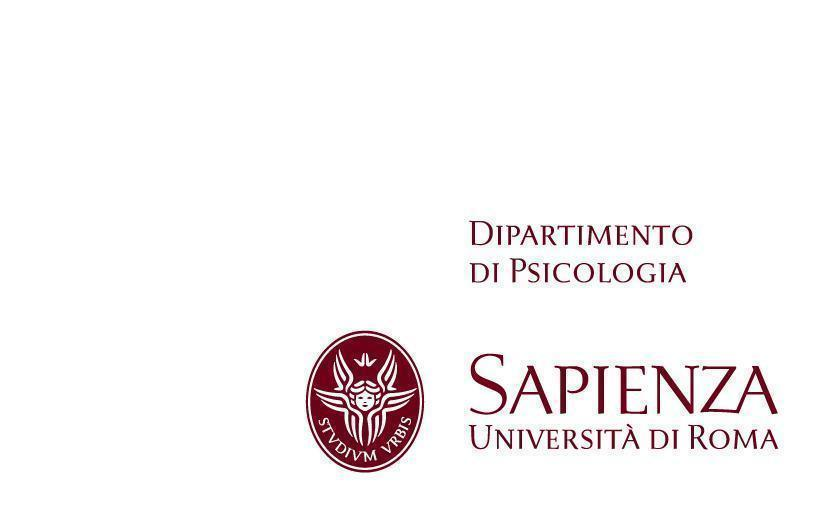 DIPARTIMENTO
DI PSICOLOGIA
SAPIENZA
UNIVERSITÀ DI ROMA
STVDIVM VRBIS